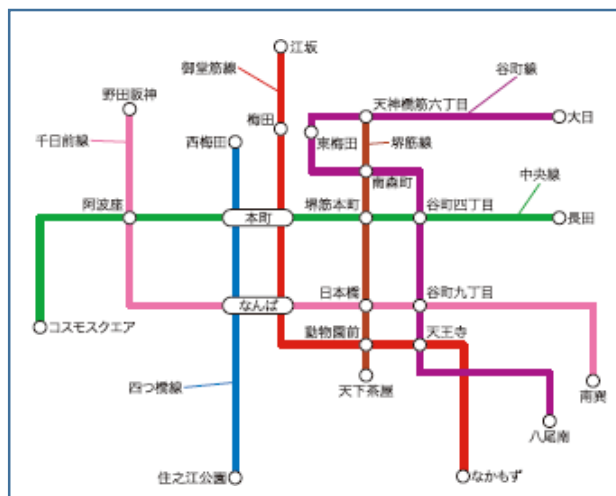 江坂
御堂筋線
谷町線
野田阪神
天神橋筋六丁目
大日
梅田
千日前線
西梅田
東梅田
堺筋線
南森町
中央線
阿波座
本町
堺筋本町
谷町四丁目
長田
なんば
日本橋
谷町九丁目
コスモスクエア
動物園前
天王寺
四つ橋線
天下茶屋
南巽
八尾南
住之江公園
なかもず